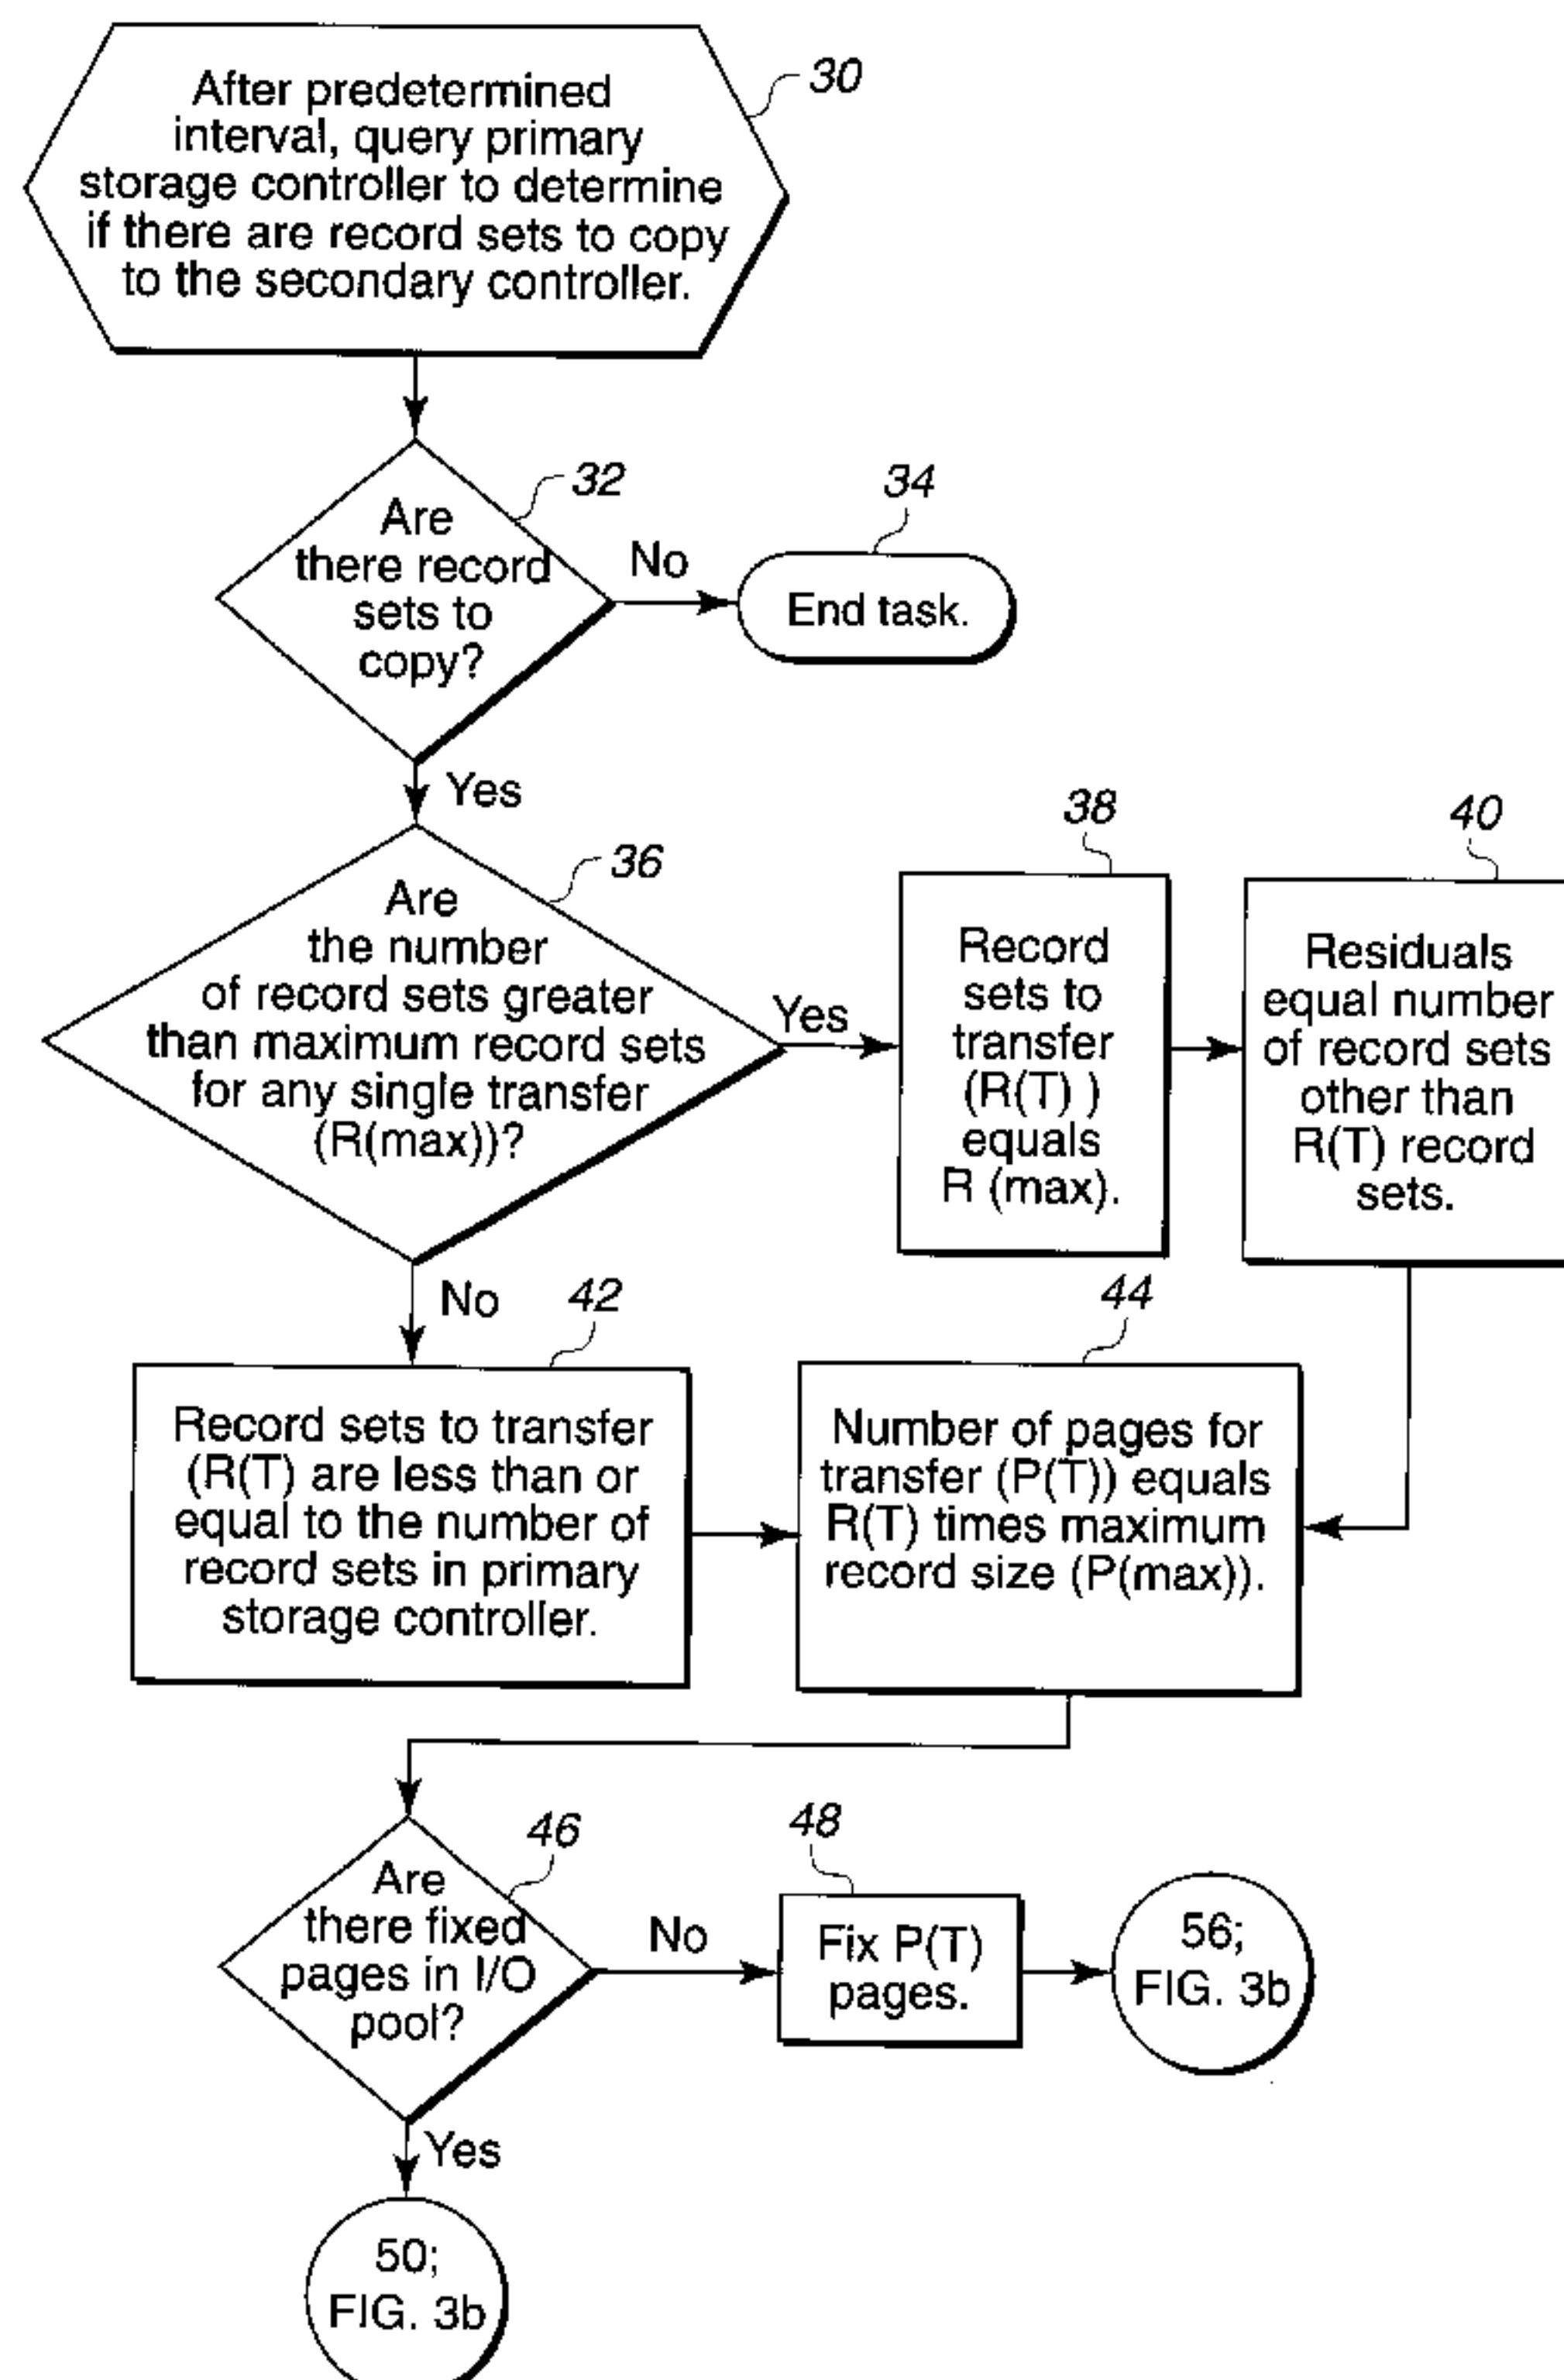 30
After predetermined
interval, query primary
storage controller to determine
if there are record sets to copy
to the secondary controller.
32
Are
there record
sets to
copy?
No
34
End task.
Yes
36
Are
the number
of record sets greater
than maximum record sets
for any single transfer
(R(max))?
Yes
38
Record
sets to
transfer
(R(T) )
equals
R (max).
40
Residuals
equal number
of record sets
other than
R(T) record
sets.
No
42
Record sets to transfer
(R(T) are less than or
equal to the number of
record sets in primary
storage controller.
44
Number of pages for
transfer (P(T)) equals
R(T) times maximum
record size (P(max)).
46
Are
there fixed
pages in I/O
pool?
No
48
Fix P(T)
pages.
56;
FIG. 3b
Yes
50;
FIG. 3b